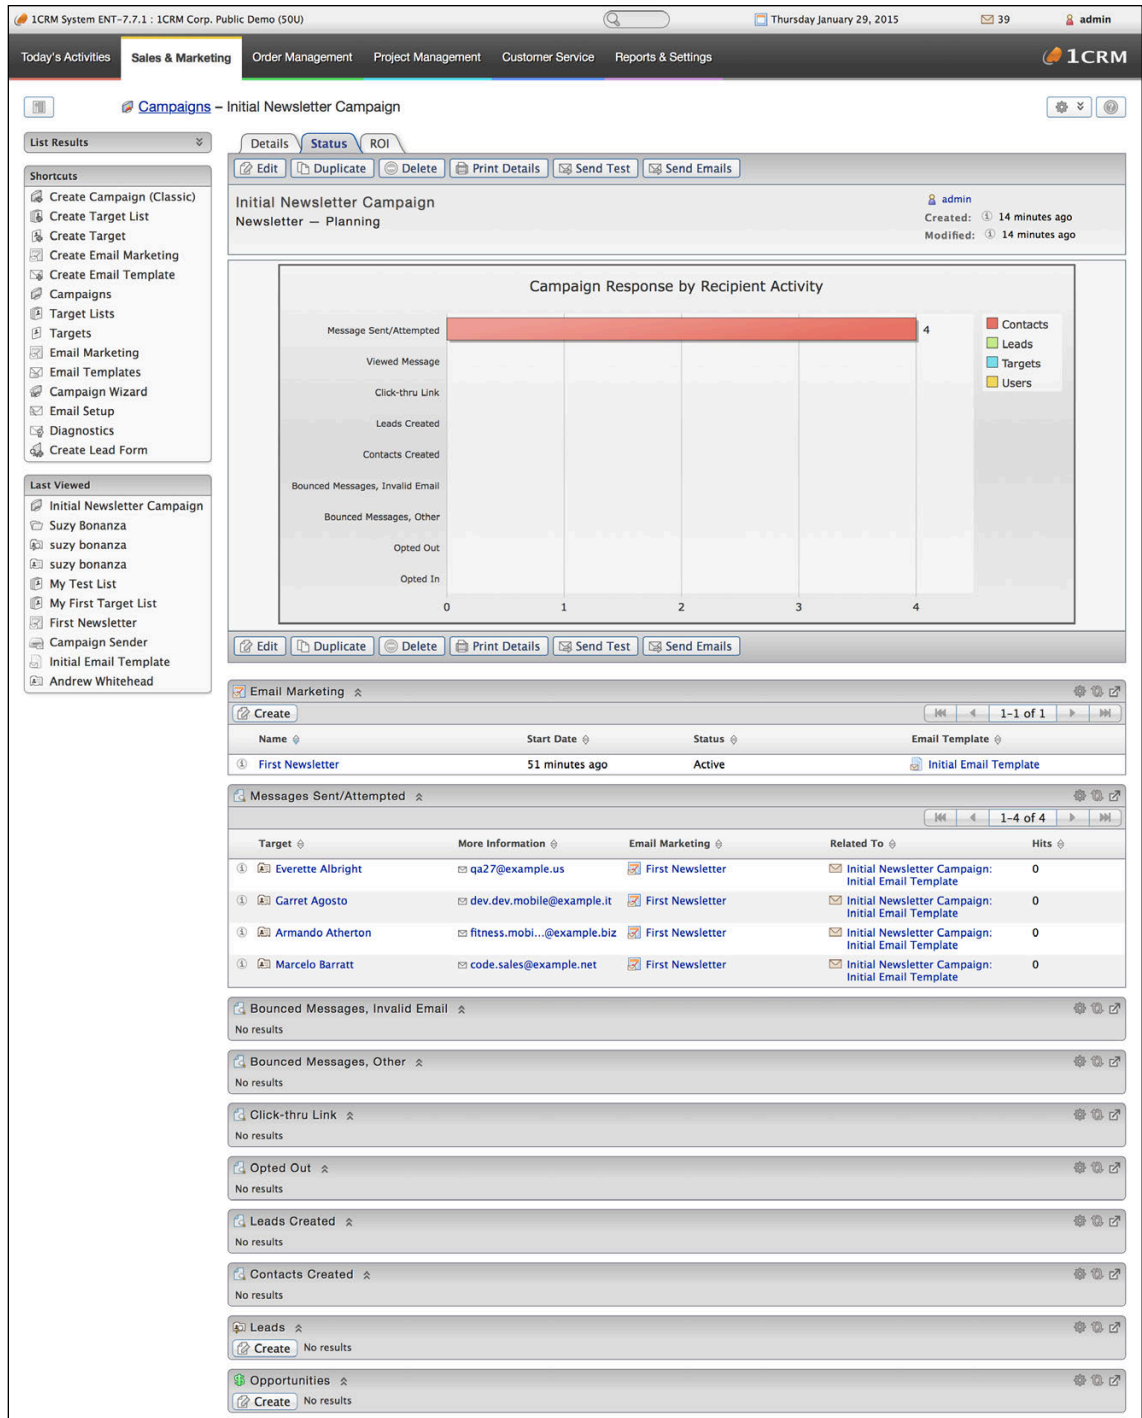 1CRM System ENT-7.7.1 : 1CRM Corp. Public Demo (50U)
Thursday January 29, 2015
39
admin
Today's Activities
Sales & Marketing
Order Management
Project Management
Customer Service
Reports & Settings
1CRM
Campaigns – Initial Newsletter Campaign
List Results
Shortcuts
Create Campaign (Classic)
Create Target List
Create Target
Create Email Marketing
Create Email Template
Campaigns
Target Lists
Targets
Email Marketing
Email Templates
Campaign Wizard
Email Setup
Diagnostics
Create Lead Form
Last Viewed
Initial Newsletter Campaign
Suzy Bonanza
suzy bonanza
suzy bonanza
My Test List
My First Target List
First Newsletter
Campaign Sender
Initial Email Template
Andrew Whitehead
Details
Status
ROI
Edit
Duplicate
Delete
Print Details
Send Test
Send Emails
Initial Newsletter Campaign
Newsletter — Planning
admin
Created: 14 minutes ago
Modified: 14 minutes ago
Campaign Response by Recipient Activity
Message Sent/Attempted
4
Viewed Message
Click-thru Link
Leads Created
Contacts Created
Bounced Messages, Invalid Email
Bounced Messages, Other
Opted Out
Opted In
0 1 2 3 4
Contacts
Leads
Targets
Users
Edit
Duplicate
Delete
Print Details
Send Test
Send Emails
Email Marketing
Create
1-1 of 1
Name Start Date Status Email Template
First Newsletter 51 minutes ago Active Initial Email Template
Messages Sent/Attempted
1-4 of 4
Target More Information Email Marketing Related To Hits
Everette Albright qa27@example.us First Newsletter Initial Newsletter Campaign: 0
Initial Email Template
Garret Agosto dev.dev.mobile@example.it First Newsletter Initial Newsletter Campaign: 0
Initial Email Template
Armando Atherton fitness.mobi...@example.biz First Newsletter Initial Newsletter Campaign: 0
Initial Email Template
Marcelo Barratt code.sales@example.net First Newsletter Initial Newsletter Campaign: 0
Initial Email Template
Bounced Messages, Invalid Email
No results
Bounced Messages, Other
No results
Click-thru Link
No results
Opted Out
No results
Leads Created
No results
Contacts Created
No results
Leads
Create No results
Opportunities
Create No results